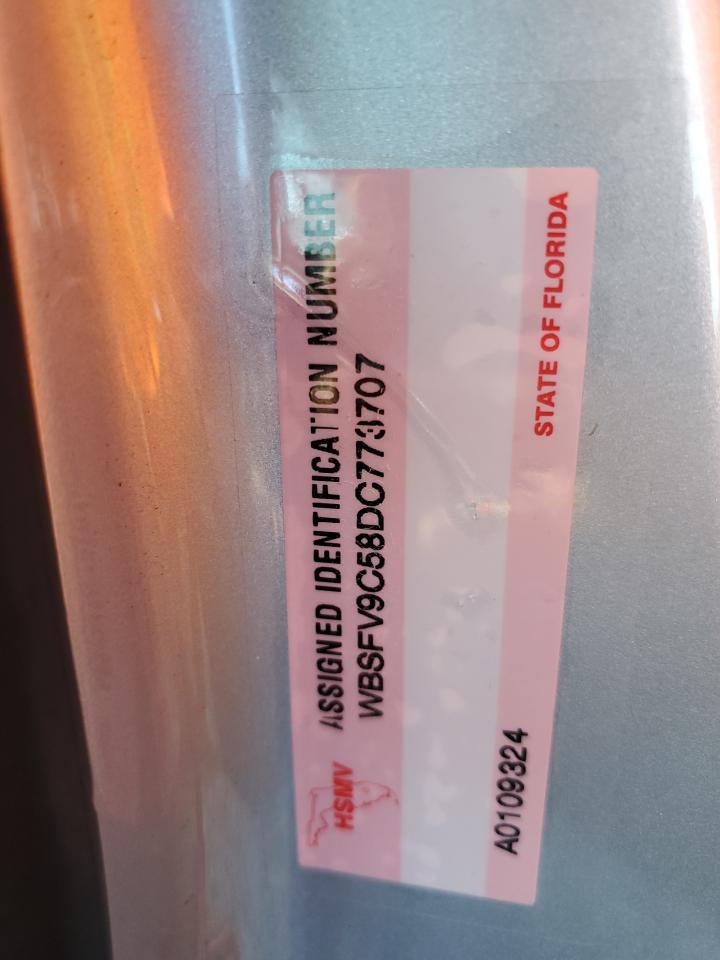 ASSIGNED IDENTIFICATION NUMBER
WBSFV9C58DC773707
HSMV
A0109324
STATE OF FLORIDA